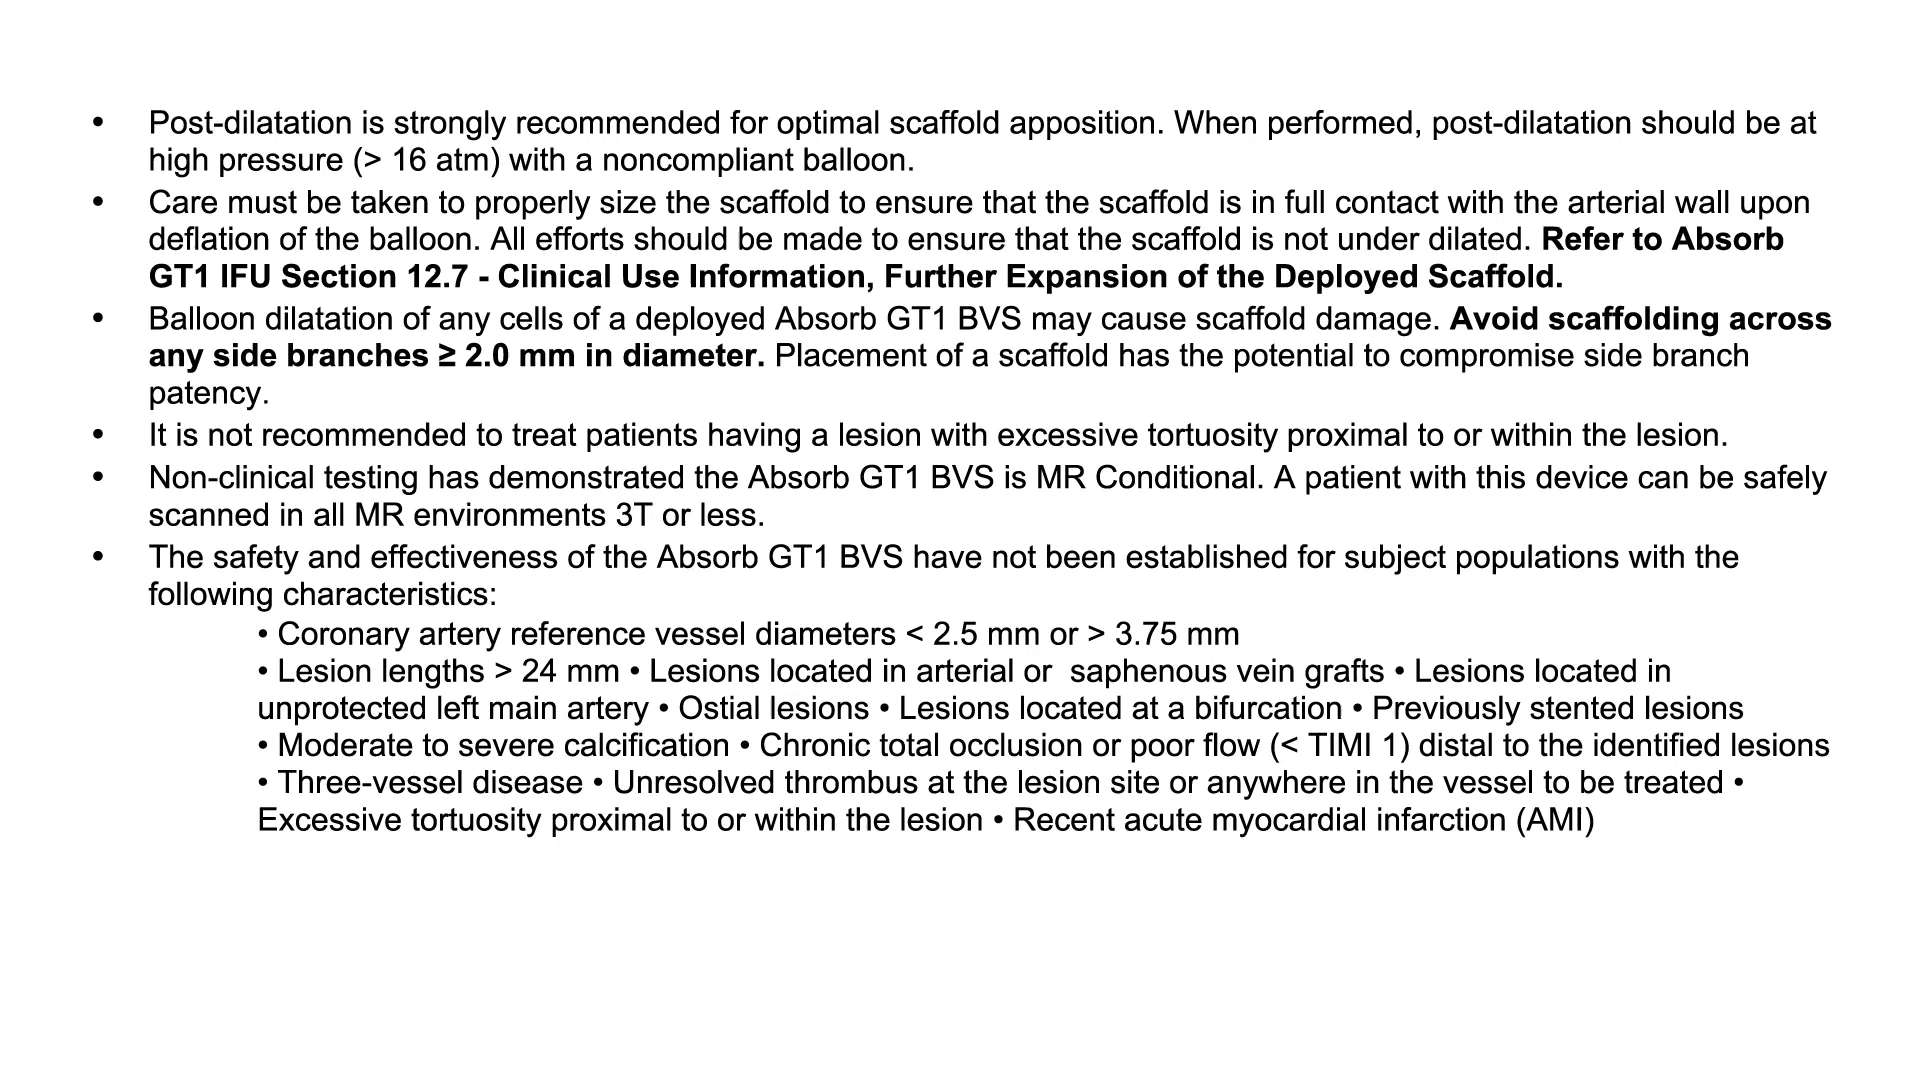 • Post-dilatation is strongly recommended for optimal scaffold apposition. When performed, post-dilatation should be at
high pressure (> 16 atm) with a noncompliant balloon.
• Care must be taken to properly size the scaffold to ensure that the scaffold is in full contact with the arterial wall upon
deflation of the balloon. All efforts should be made to ensure that the scaffold is not under dilated. Refer to Absorb
GT1 IFU Section 12.7 - Clinical Use Information, Further Expansion of the Deployed Scaffold.
• Balloon dilatation of any cells of a deployed Absorb GT1 BVS may cause scaffold damage. Avoid scaffolding across
any side branches ≥ 2.0 mm in diameter. Placement of a scaffold has the potential to compromise side branch
patency.
• It is not recommended to treat patients having a lesion with excessive tortuosity proximal to or within the lesion.
• Non-clinical testing has demonstrated the Absorb GT1 BVS is MR Conditional. A patient with this device can be safely
scanned in all MR environments 3T or less.
• The safety and effectiveness of the Absorb GT1 BVS have not been established for subject populations with the
following characteristics:
• Coronary artery reference vessel diameters < 2.5 mm or > 3.75 mm
• Lesion lengths > 24 mm • Lesions located in arterial or  saphenous vein grafts • Lesions located in
unprotected left main artery • Ostial lesions • Lesions located at a bifurcation • Previously stented lesions
• Moderate to severe calcification • Chronic total occlusion or poor flow (< TIMI 1) distal to the identified lesions
• Three-vessel disease • Unresolved thrombus at the lesion site or anywhere in the vessel to be treated •
Excessive tortuosity proximal to or within the lesion • Recent acute myocardial infarction (AMI)